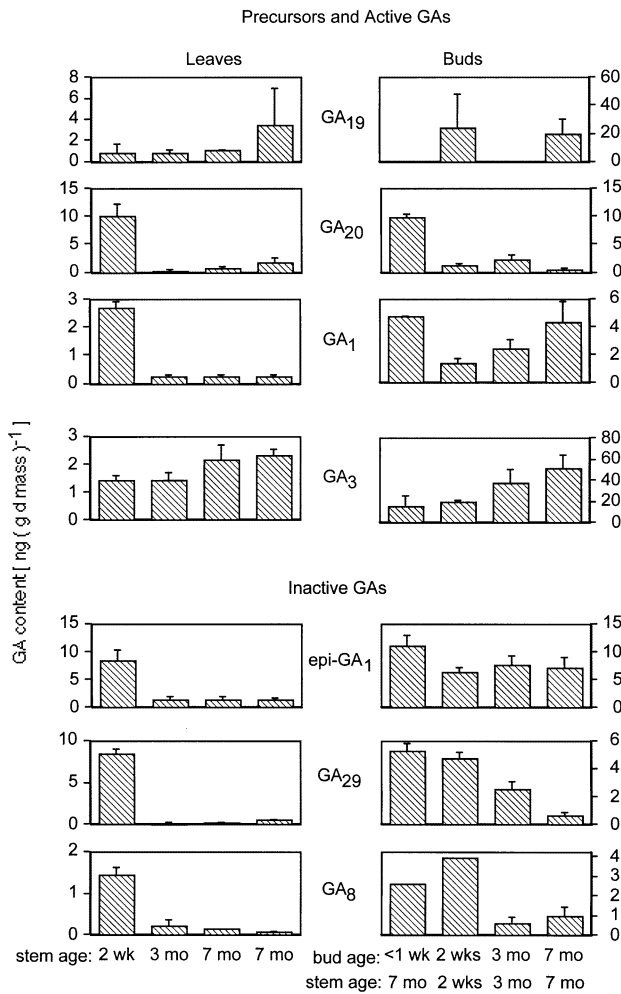 Precursors and Active GAs
Leaves Buds
8 6 4 2 0 GA19 60 40 20 0
15 10 5 0 GA20 15 10 5 0
3 2 1 0 GA1 6 4 2 0
3 2 1 0 GA3 80 60 40 20 0
GA content [ ng ( g d mass )-1 ]
Inactive GAs
15 10 5 0 epi-GA1 15 10 5 0
10 5 0 GA29 6 4 2 0
2 1 0 GA8 4 3 2 1 0
stem age: 2 wk 3 mo 7 mo 7 mo bud age: <1 wk 2 wks 3 mo 7 mo
stem age: 7 mo 2 wks 3 mo 7 mo